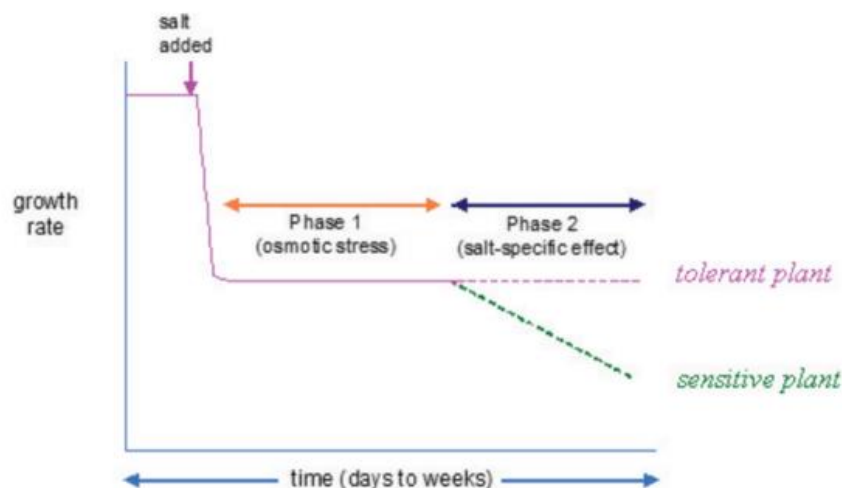 salt
added
growth
rate
Phase 1
(osmotic stress)
Phase 2
(salt-specific effect)
tolerant plant
sensitive plant
time (days to weeks)